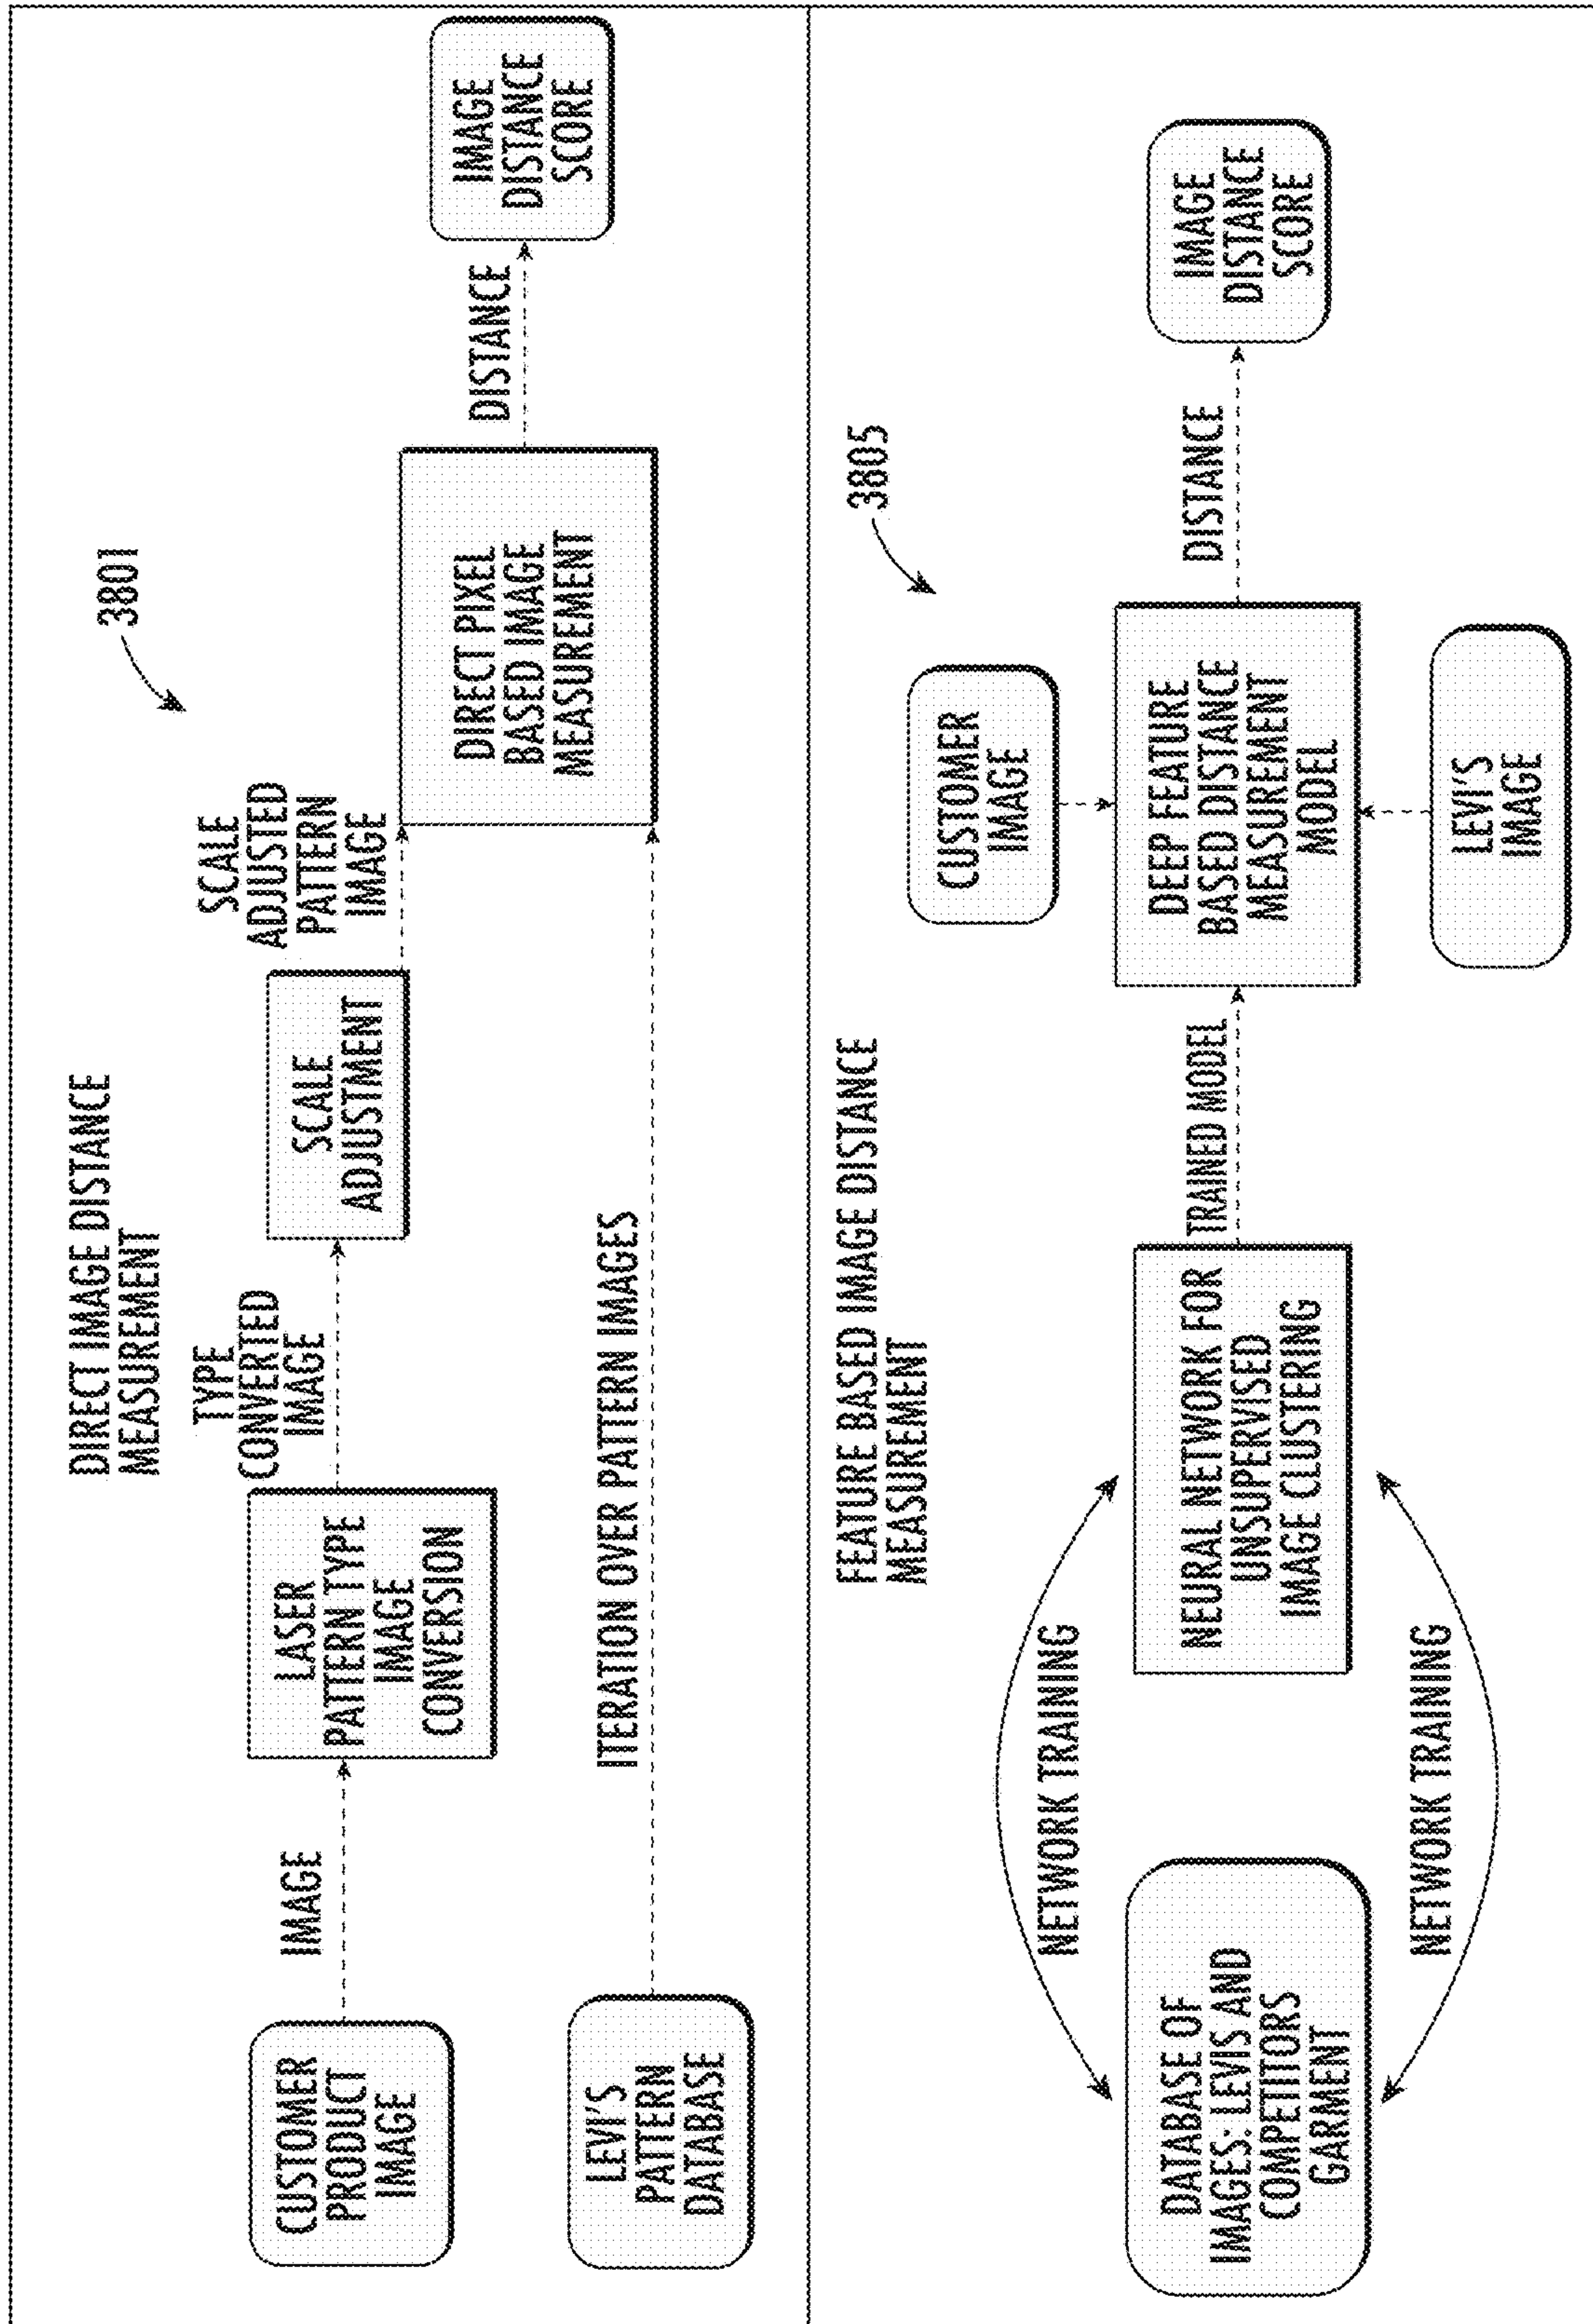 DIRECT IMAGE DISTANCE
MEASUREMENT
3801
CUSTOMER
PRODUCT
IMAGE
IMAGE
LASER
PATTERN TYPE
IMAGE
CONVERSION
TYPE
CONVERTED
IMAGE
SCALE
ADJUSTMENT
SCALE
ADJUSTED
PATTERN
IMAGE
DIRECT PIXEL
BASED IMAGE
MEASUREMENT
DISTANCE
IMAGE
DISTANCE
SCORE
LEVI'S
PATTERN
DATABASE
ITERATION OVER PATTERN IMAGES
FEATURE BASED IMAGE DISTANCE
MEASUREMENT
3805
DATABASE OF
IMAGES: LEVIS AND
COMPETITORS
GARMENT
NETWORK TRAINING
NETWORK TRAINING
NEURAL NETWORK FOR
UNSUPERVISED
IMAGE CLUSTERING
TRAINED MODEL
CUSTOMER
IMAGE
DEEP FEATURE
BASED DISTANCE
MEASUREMENT
MODEL
LEVI'S
IMAGE
DISTANCE
IMAGE
DISTANCE
SCORE